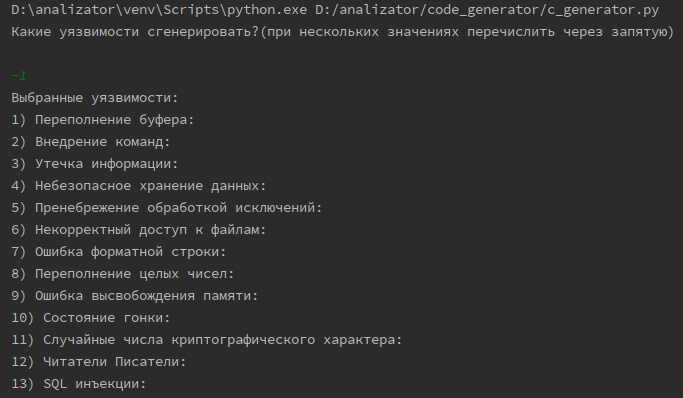 D:\analizator\venv\Scripts\python.exe D:/analizator/code_generator/c_generator.py
Какие уязвимости сгенерировать?(при нескольких значениях перечислить через запятую)
-1
Выбранные уязвимости:
1) Переполнение буфера:
2) Внедрение команд:
3) Утечка информации:
4) Небезопасное хранение данных:
5) Пренебрежение обработкой исключений:
6) Некорректный доступ к файлам:
7) Ошибка форматной строки:
8) Переполнение целых чисел:
9) Ошибка высвобождения памяти:
10) Состояние гонки:
11) Случайные числа криптографического характера:
12) Читатели Писатели:
13) SQL инъекции: